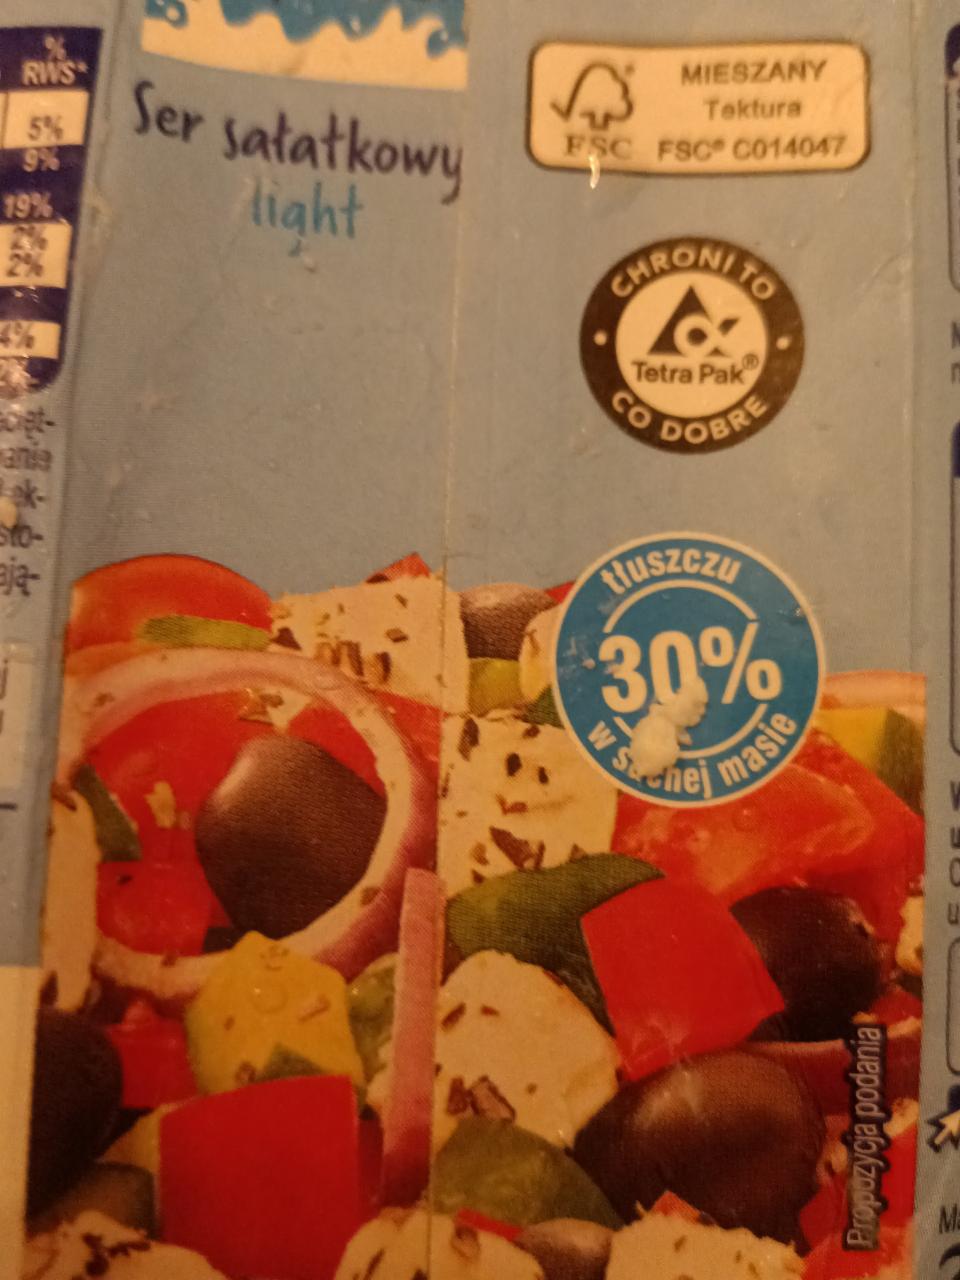 %
RWS*
5%
9%
19%
2%
2%
4%
Ser sałatkowy
light
MIESZANY
Tektura
FSC
FSC® C014047
CHRONI TO
Tetra Pak®
CO DOBRE
tłuszczu
30%
w suchej masie
Propozycja podania